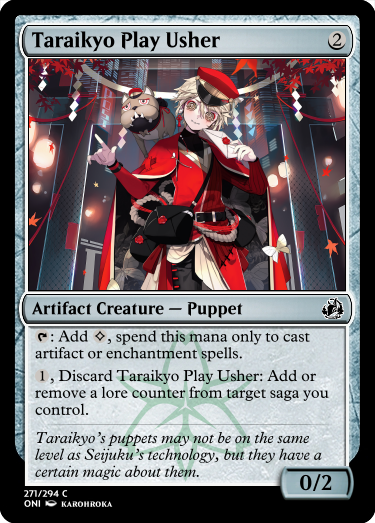 Taraikyo Play Usher 2
Artifact Creature — Puppet
: Add , spend this mana only to cast
artifact or enchantment spells.
1 , Discard Taraikyo Play Usher: Add or
remove a lore counter from target saga you
control.
Taraikyo's puppets may not be on the same
level as Seijuku's technology, but they have a
certain magic about them.
0/2
271/294 C
ONI KAROHROKA